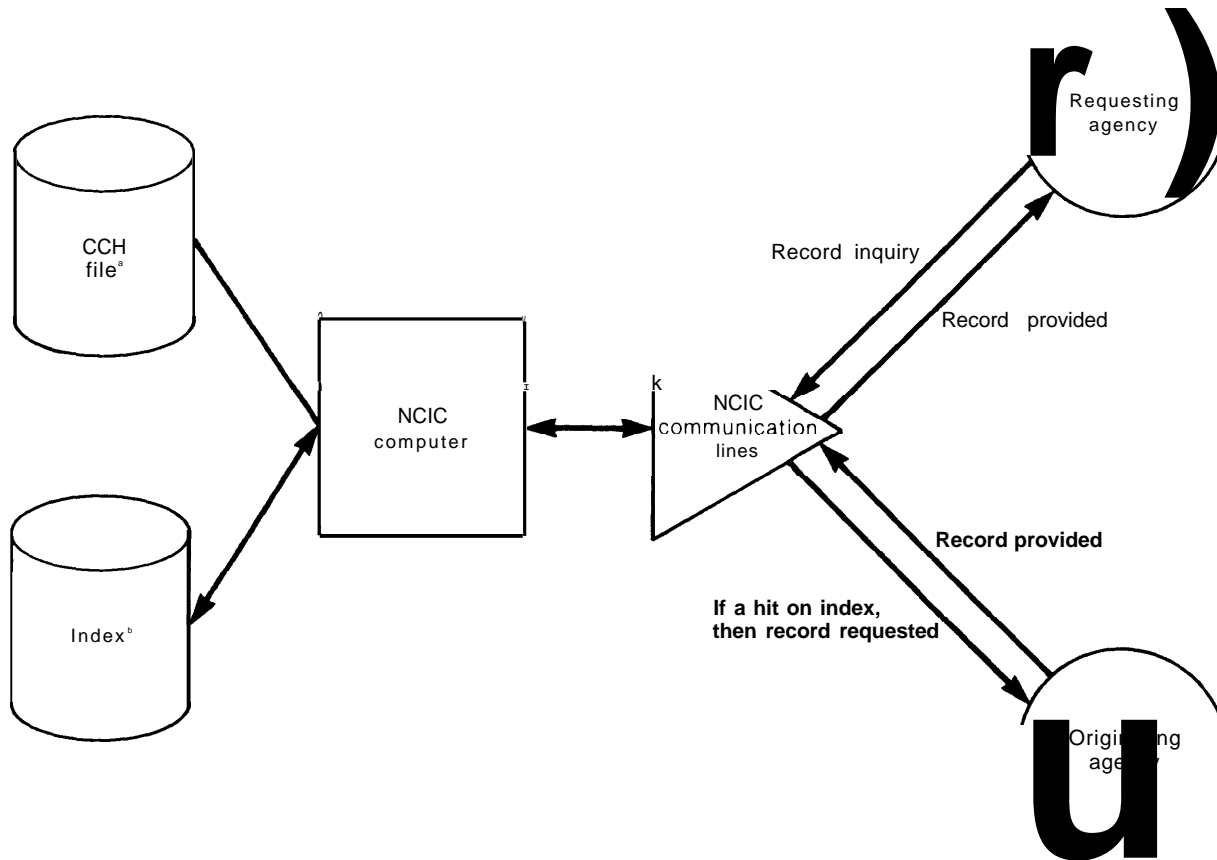 Requesting
agency
CCH
file^a
Record inquiry
Record provided
NCIC
computer
k
NCIC
communication
lines
Record provided
If a hit on index,
then record requested
Index^b
r )
u